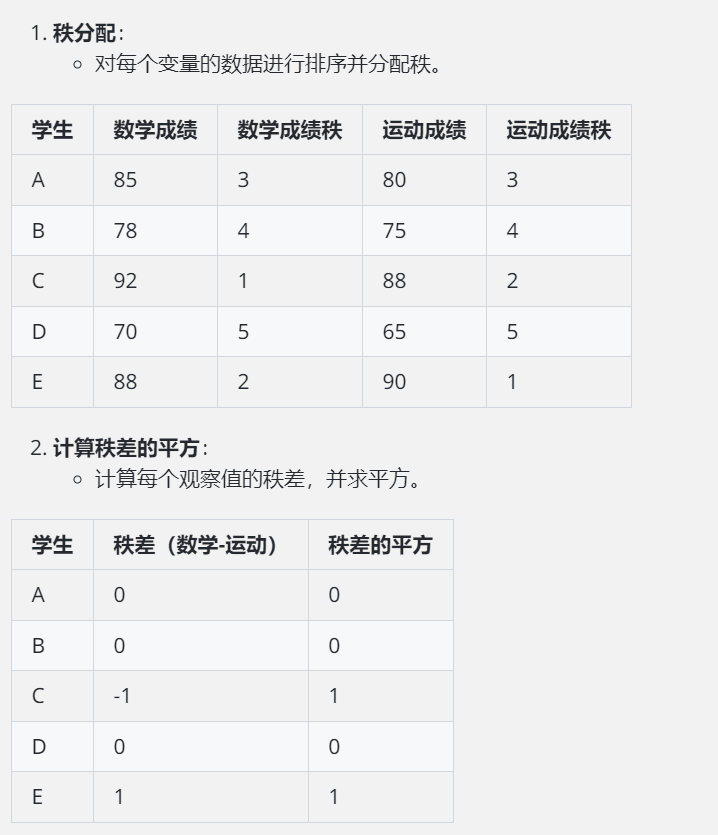 1. 秩分配：
对每个变量的数据进行排序并分配秩。
学生 数学成绩 数学成绩秩 运动成绩 运动成绩秩
A 85 3 80 3
B 78 4 75 4
C 92 1 88 2
D 70 5 65 5
E 88 2 90 1
2. 计算秩差的平方：
计算每个观察值的秩差，并求平方。
学生 秩差（数学-运动） 秩差的平方
A 0 0
B 0 0
C -1 1
D 0 0
E 1 1